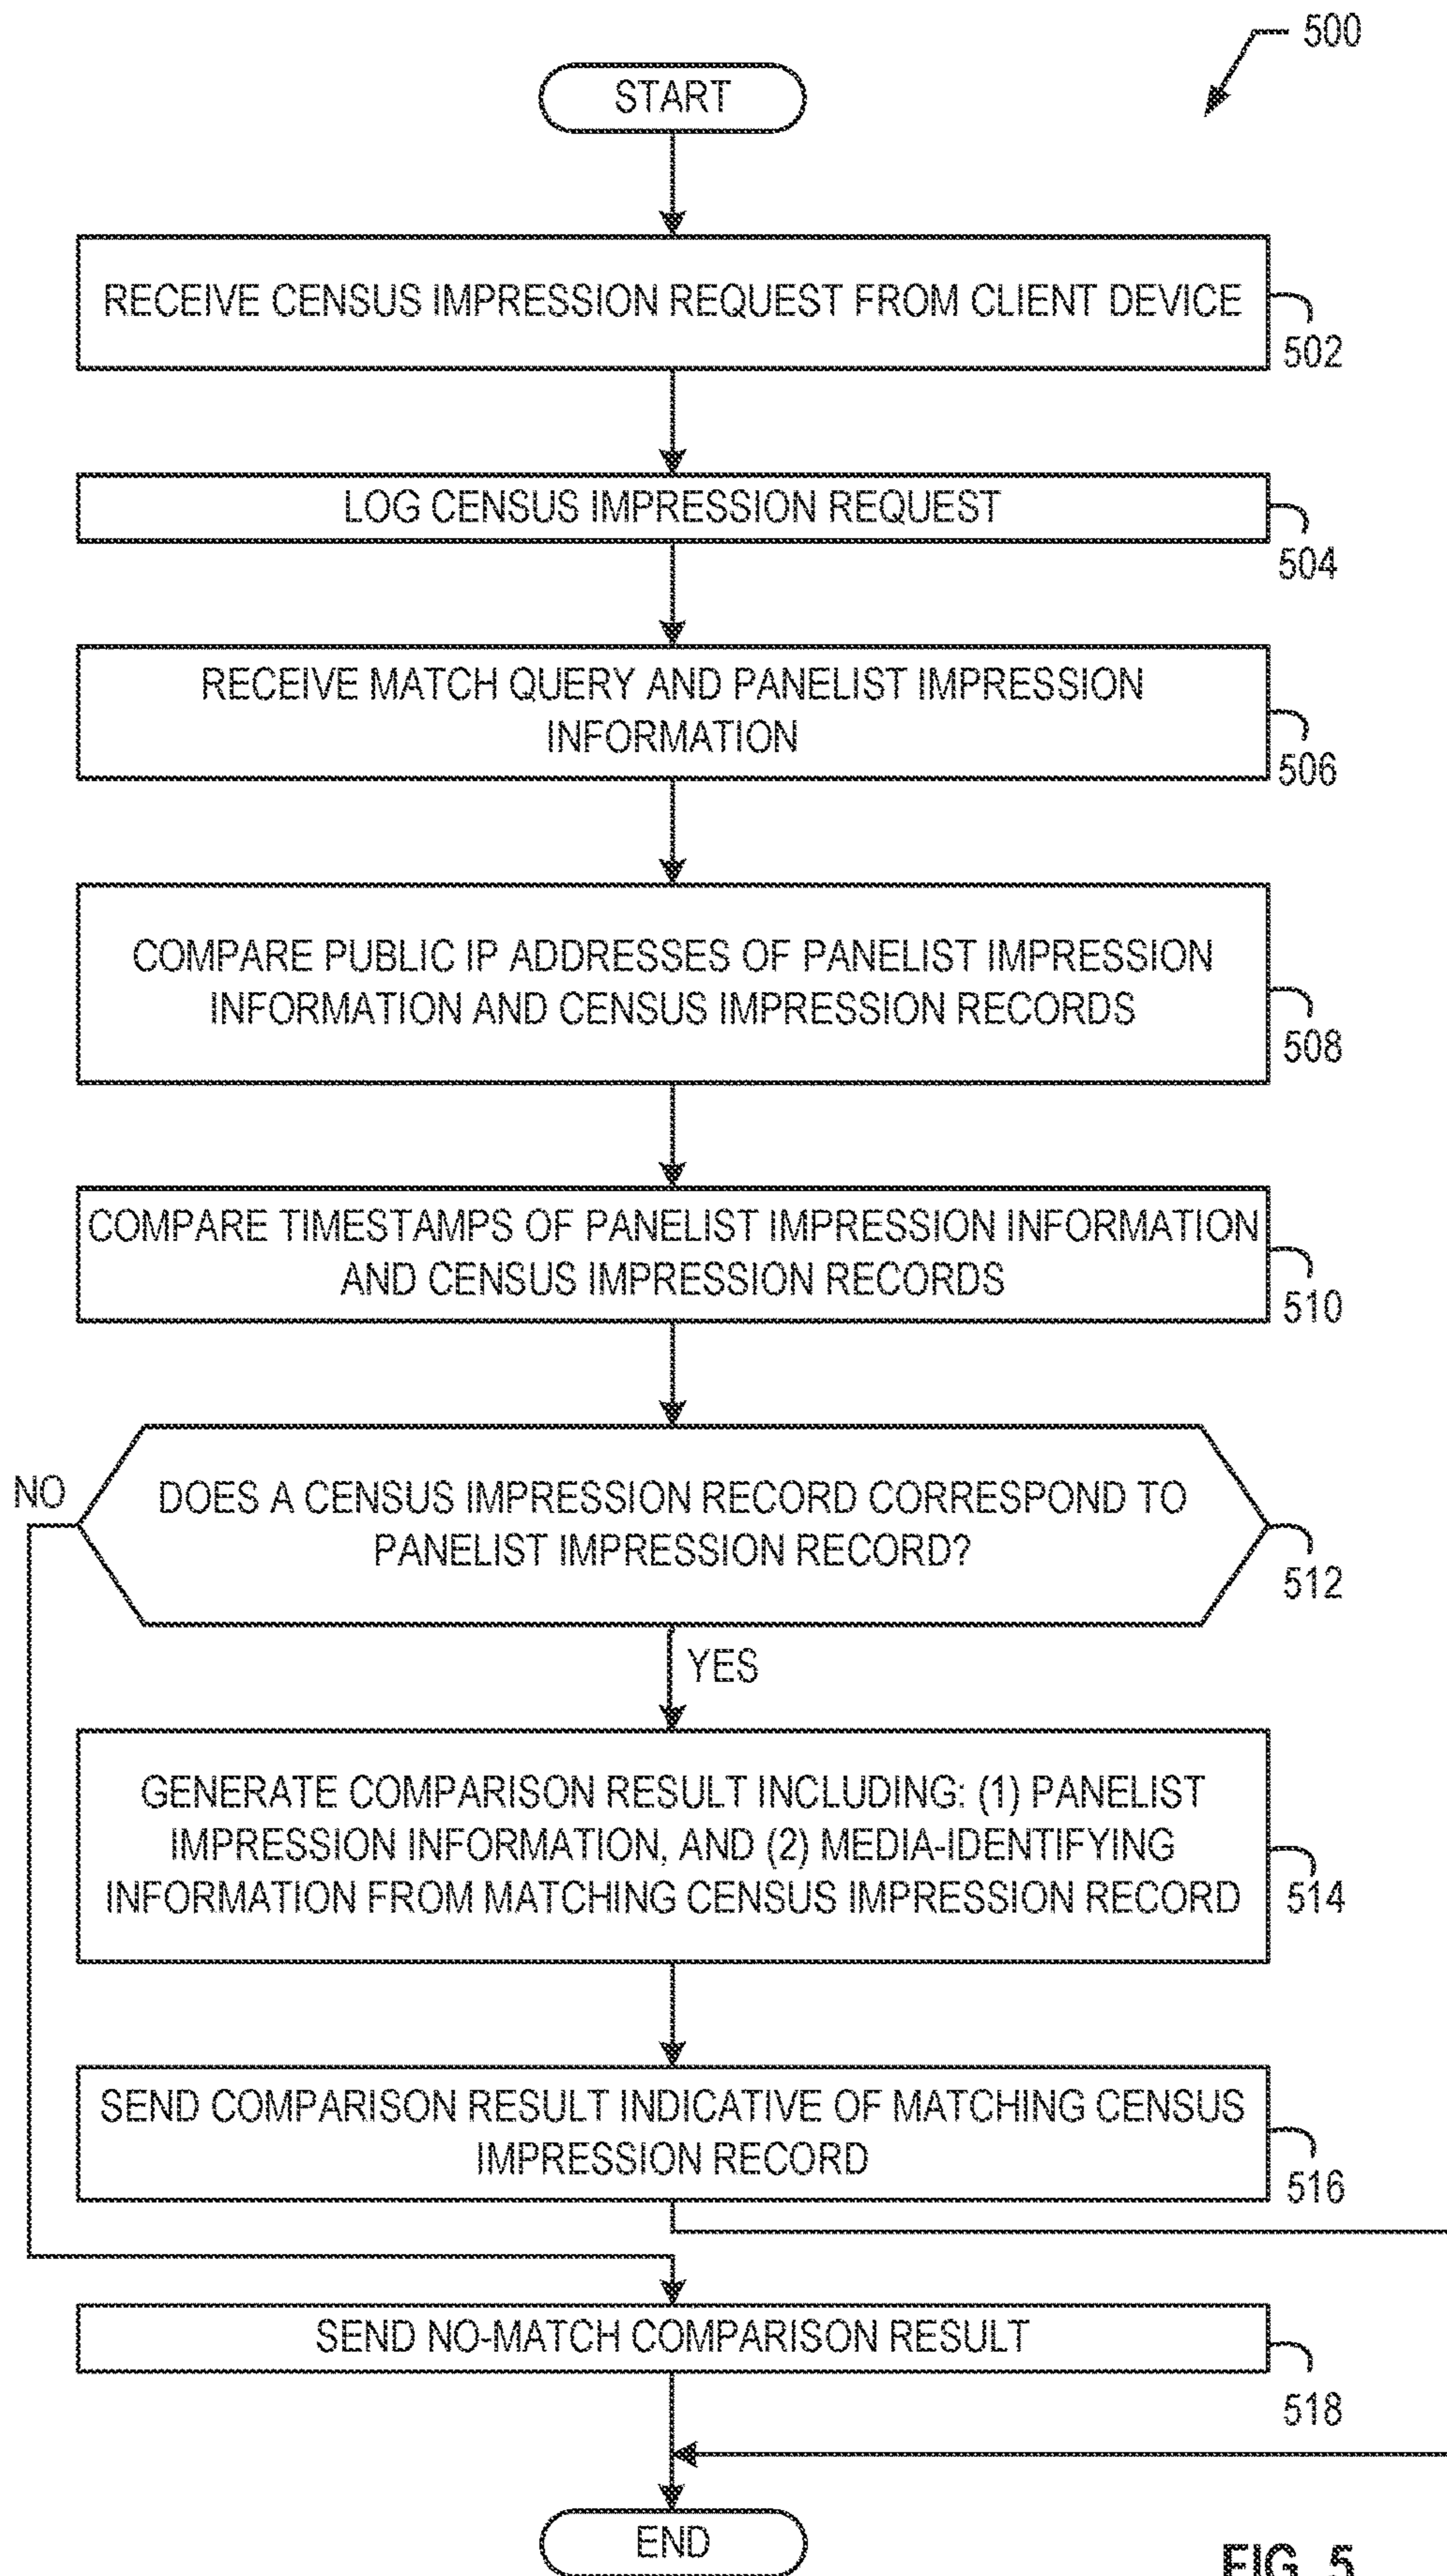 500
START
RECEIVE CENSUS IMPRESSION REQUEST FROM CLIENT DEVICE
502
LOG CENSUS IMPRESSION REQUEST
504
RECEIVE MATCH QUERY AND PANELIST IMPRESSION
INFORMATION
506
COMPARE PUBLIC IP ADDRESSES OF PANELIST IMPRESSION
INFORMATION AND CENSUS IMPRESSION RECORDS
508
COMPARE TIMESTAMPS OF PANELIST IMPRESSION INFORMATION
AND CENSUS IMPRESSION RECORDS
510
NO
DOES A CENSUS IMPRESSION RECORD CORRESPOND TO
PANELIST IMPRESSION RECORD?
512
YES
GENERATE COMPARISON RESULT INCLUDING: (1) PANELIST
IMPRESSION INFORMATION, AND (2) MEDIA-IDENTIFYING
INFORMATION FROM MATCHING CENSUS IMPRESSION RECORD
514
SEND COMPARISON RESULT INDICATIVE OF MATCHING CENSUS
IMPRESSION RECORD
516
SEND NO-MATCH COMPARISON RESULT
518
END
FIG. 5